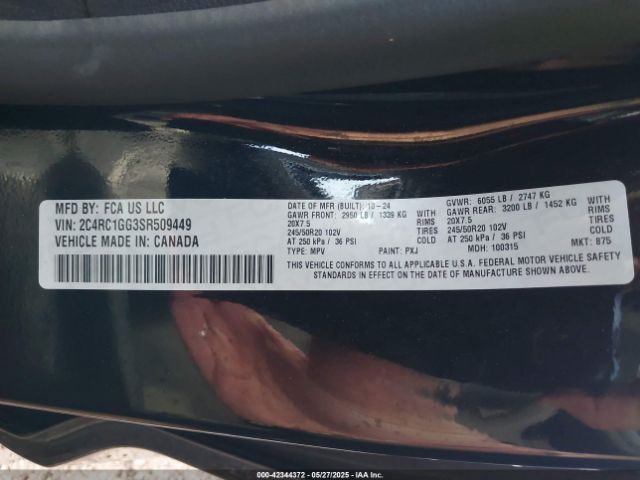 MFD BY: FCA US LLC
VIN: 2C4RC1GG3SR509449
VEHICLE MADE IN: CANADA
DATE OF MFR (BUILT): 10-24
GAWR FRONT: 2950 LB / 1339 KG WITH
20X7.5 RIMS
245/50R20 102V TIRES
AT 250 kPa / 36 PSI COLD
TYPE: MPV PAINT: PXJ
GVWR: 6055 LB / 2747 KG
GAWR REAR: 3200 LB / 1452 KG WITH
20X7.5 RIMS
245/50R20 102V TIRES
AT 250 kPa / 36 PSI COLD
MDH: 100315 MKT: 875
THIS VEHICLE CONFORMS TO ALL APPLICABLE U.S.A. FEDERAL MOTOR VEHICLE SAFETY
STANDARDS IN EFFECT ON THE DATE OF MANUFACTURE SHOWN ABOVE.
000-42344372 | 05/27/2025 - IAA Inc.